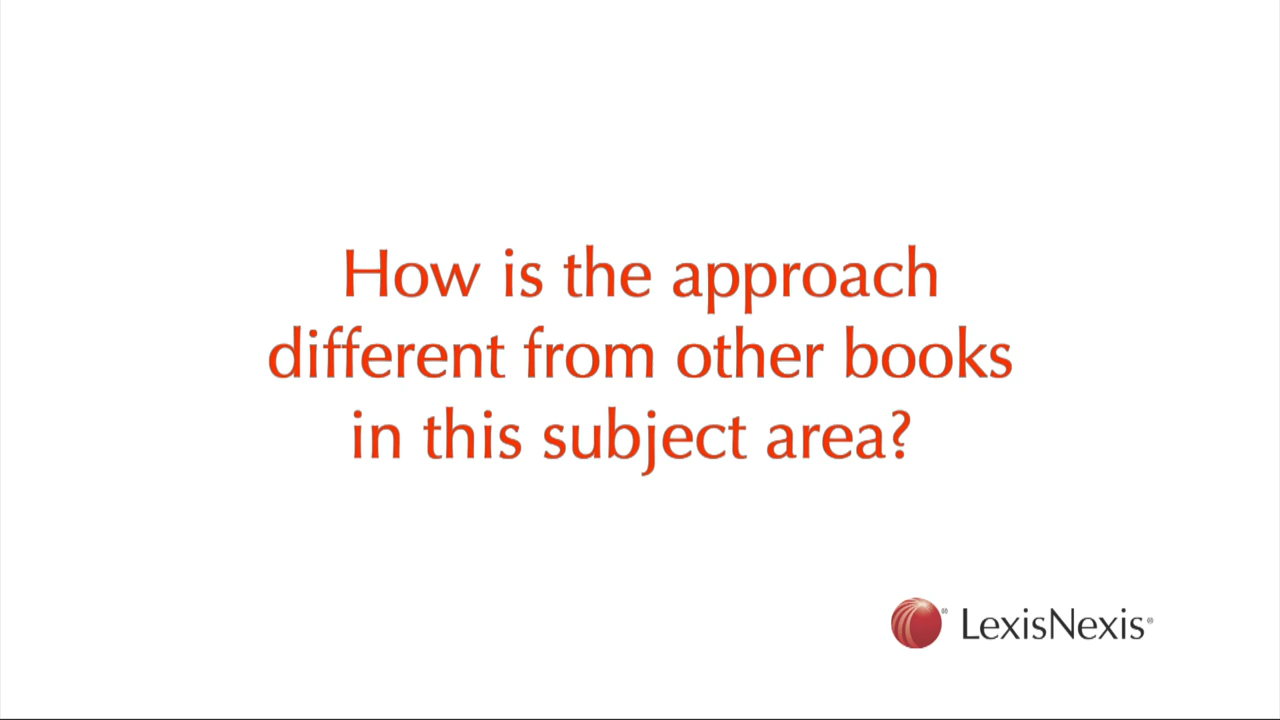 How is the approach
different from other books
in this subject area?
LexisNexis®